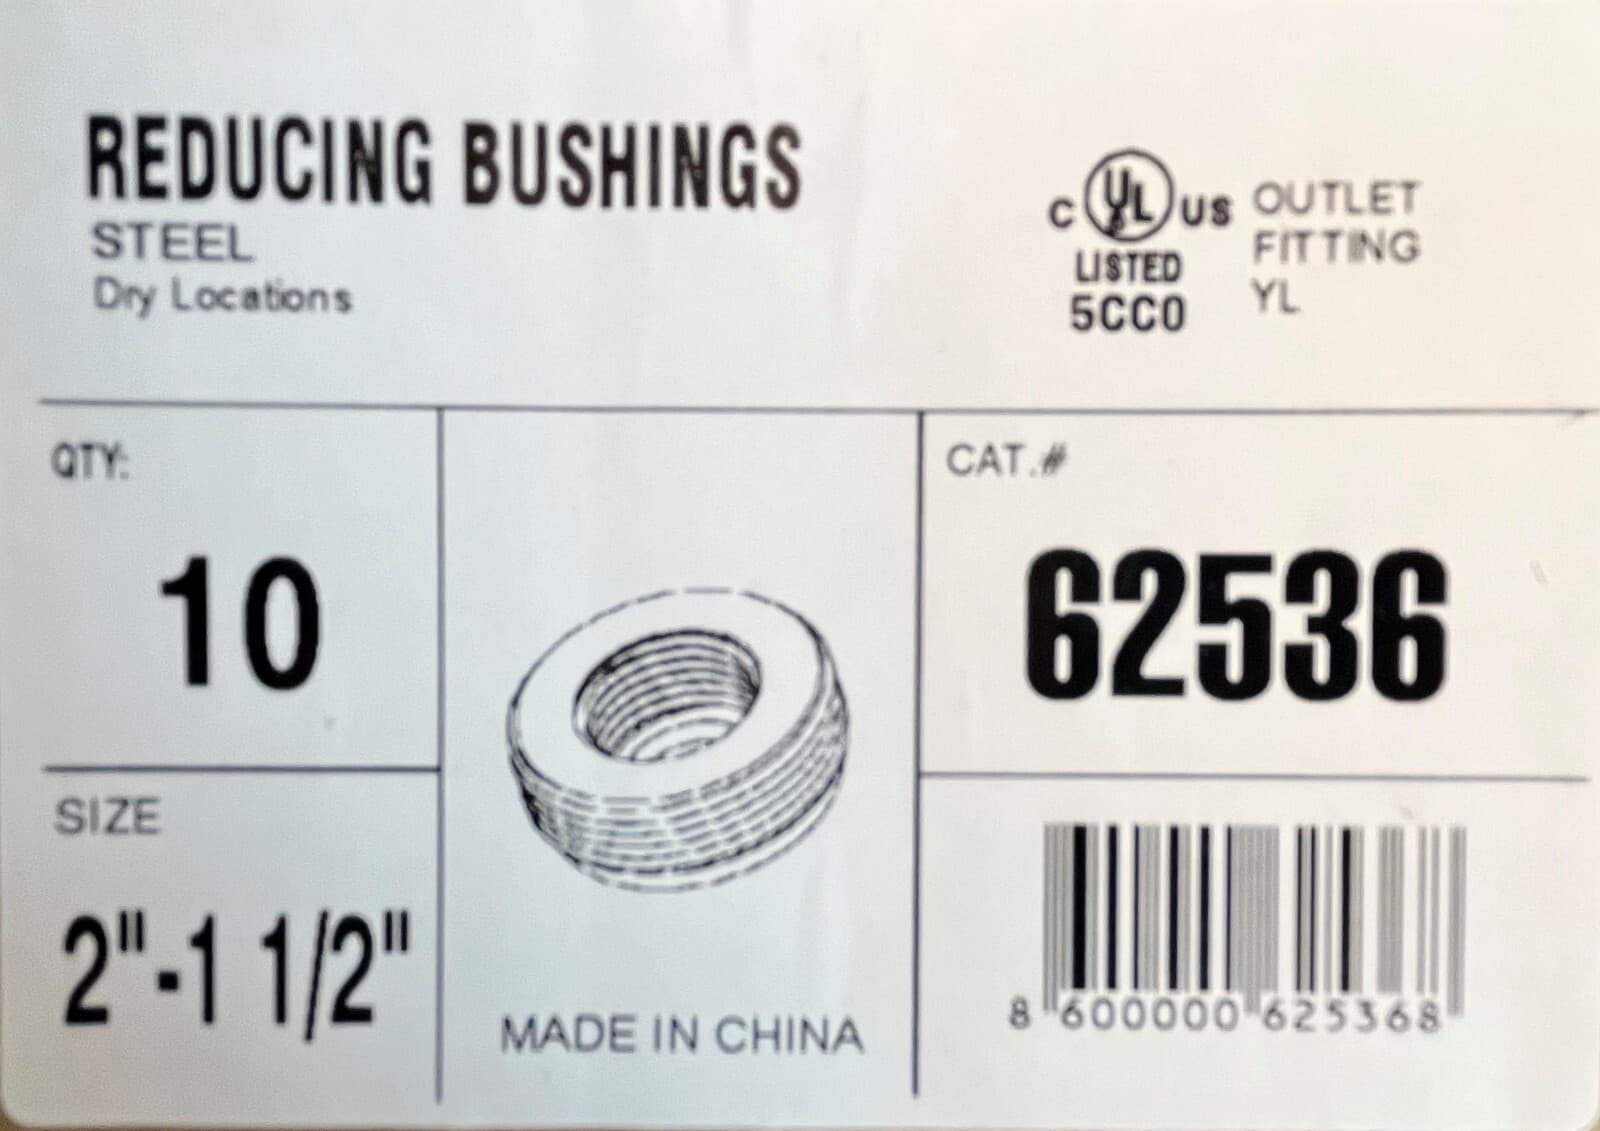 REDUCING BUSHINGS
STEEL
Dry Locations
C UL US
LISTED
5CC0
OUTLET
FITTING
YL
QTY:
10
CAT.#
62536
SIZE
2"-1 1/2"
MADE IN CHINA
8 600000 625368